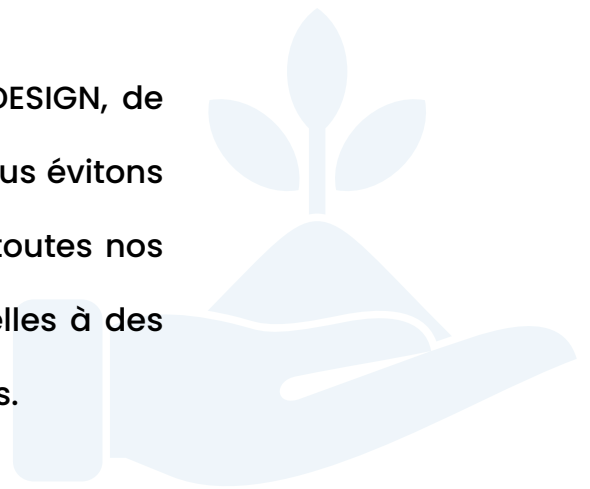 DESIGN, de
us évitons
toutes nos
elles à des
s.